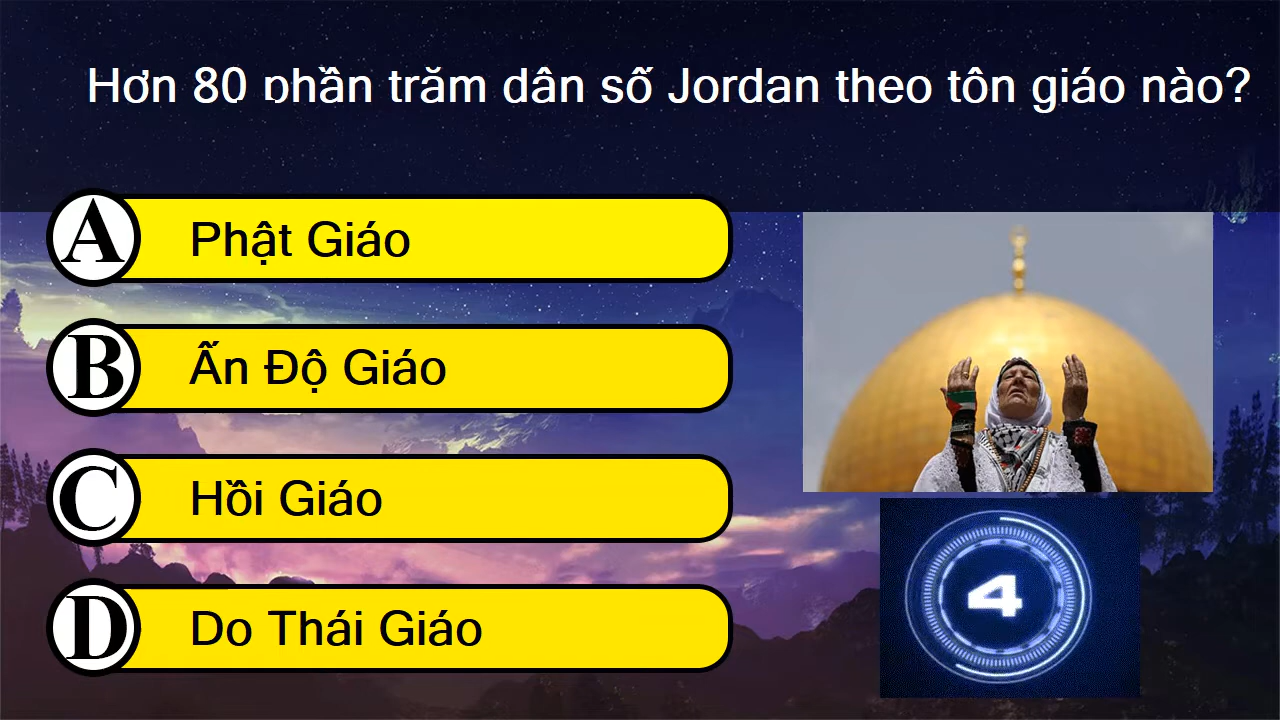 Hơn 80 phần trăm dân số Jordan theo tôn giáo nào?
A Phật Giáo
B Ấn Độ Giáo
C Hồi Giáo
D Do Thái Giáo
4